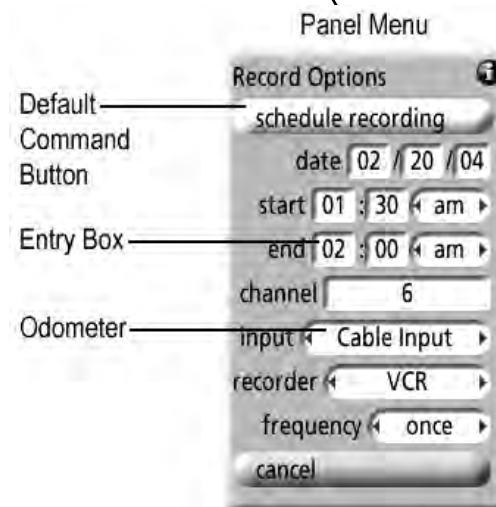 Panel Menu
Record Options i
Default Command Button
schedule recording
date 02 / 20 / 04
start 01 : 30 am
Entry Box
end 02 : 00 am
channel 6
Odometer
input Cable Input
recorder VCR
frequency once
cancel